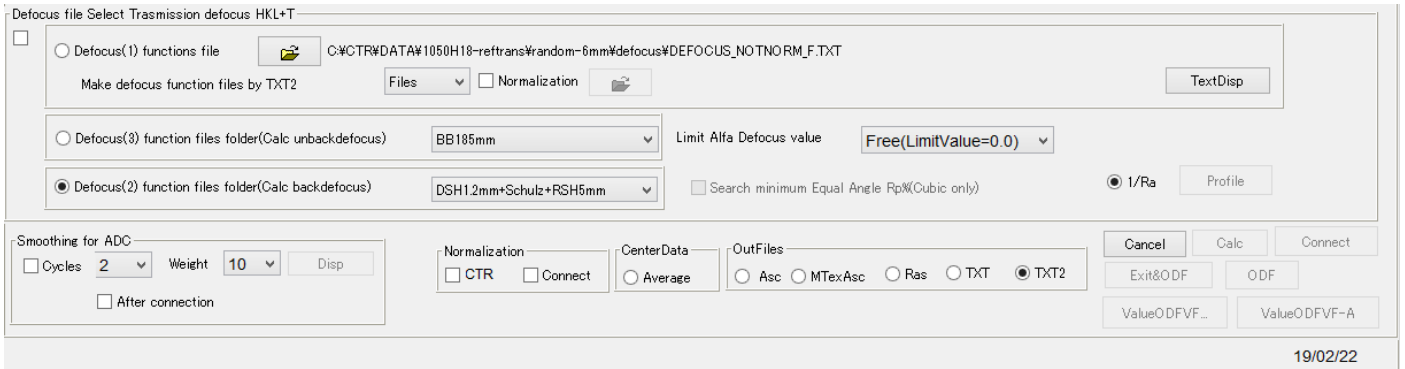 Defocus file Select Trasmission defocus HKL+T
Defocus(1) functions file C:¥CTR¥DATA¥1050H18-reftrans¥random-6mm¥defocus¥DEFOCUS_NOTNORM_F.TXT
Make defocus function files by TXT2 Files Normalization TextDisp
Defocus(3) function files folder(Calc unbackdefocus) BB185mm Limit Alfa Defocus value Free(LimitValue=0.0)
Defocus(2) function files folder(Calc backdefocus) DSH1.2mm+Schulz+RSH5mm Search minimum Equal Angle Rp%(Cubic only) 1/Ra Profile
Smoothing for ADC
Cycles 2 Weight 10 Disp
After connection
Normalization
CTR Connect
CenterData
Average
OutFiles
Asc MTexAsc Ras TXT TXT2
Cancel Calc Connect
Exit&ODF ODF
ValueODFVF... ValueODFVF-A
19/02/22